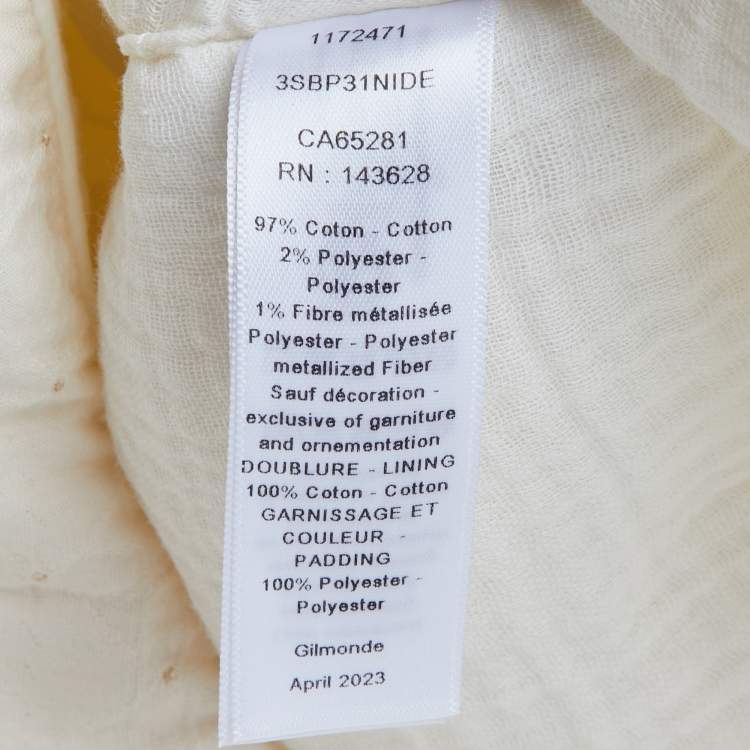 1172471
3SBP31NIDE
CA65281
RN : 143628
97% Coton - Cotton
2% Polyester -
Polyester
1% Fibre métallisée
Polyester - Polyester
metallized Fiber
Sauf décoration -
exclusive of garniture
and ornementation
DOUBLURE - LINING
100% Coton - Cotton
GARNISSAGE ET
COULEUR -
PADDING
100% Polyester -
Polyester
Gilmonde
April 2023